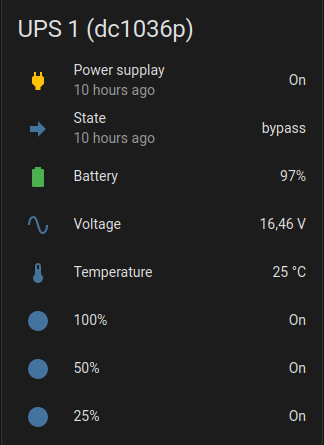 UPS 1 (dc1036p)
Power supplay
10 hours ago
On
State
10 hours ago
bypass
Battery
97%
Voltage
16,46 V
Temperature
25 °C
100%
On
50%
On
25%
On